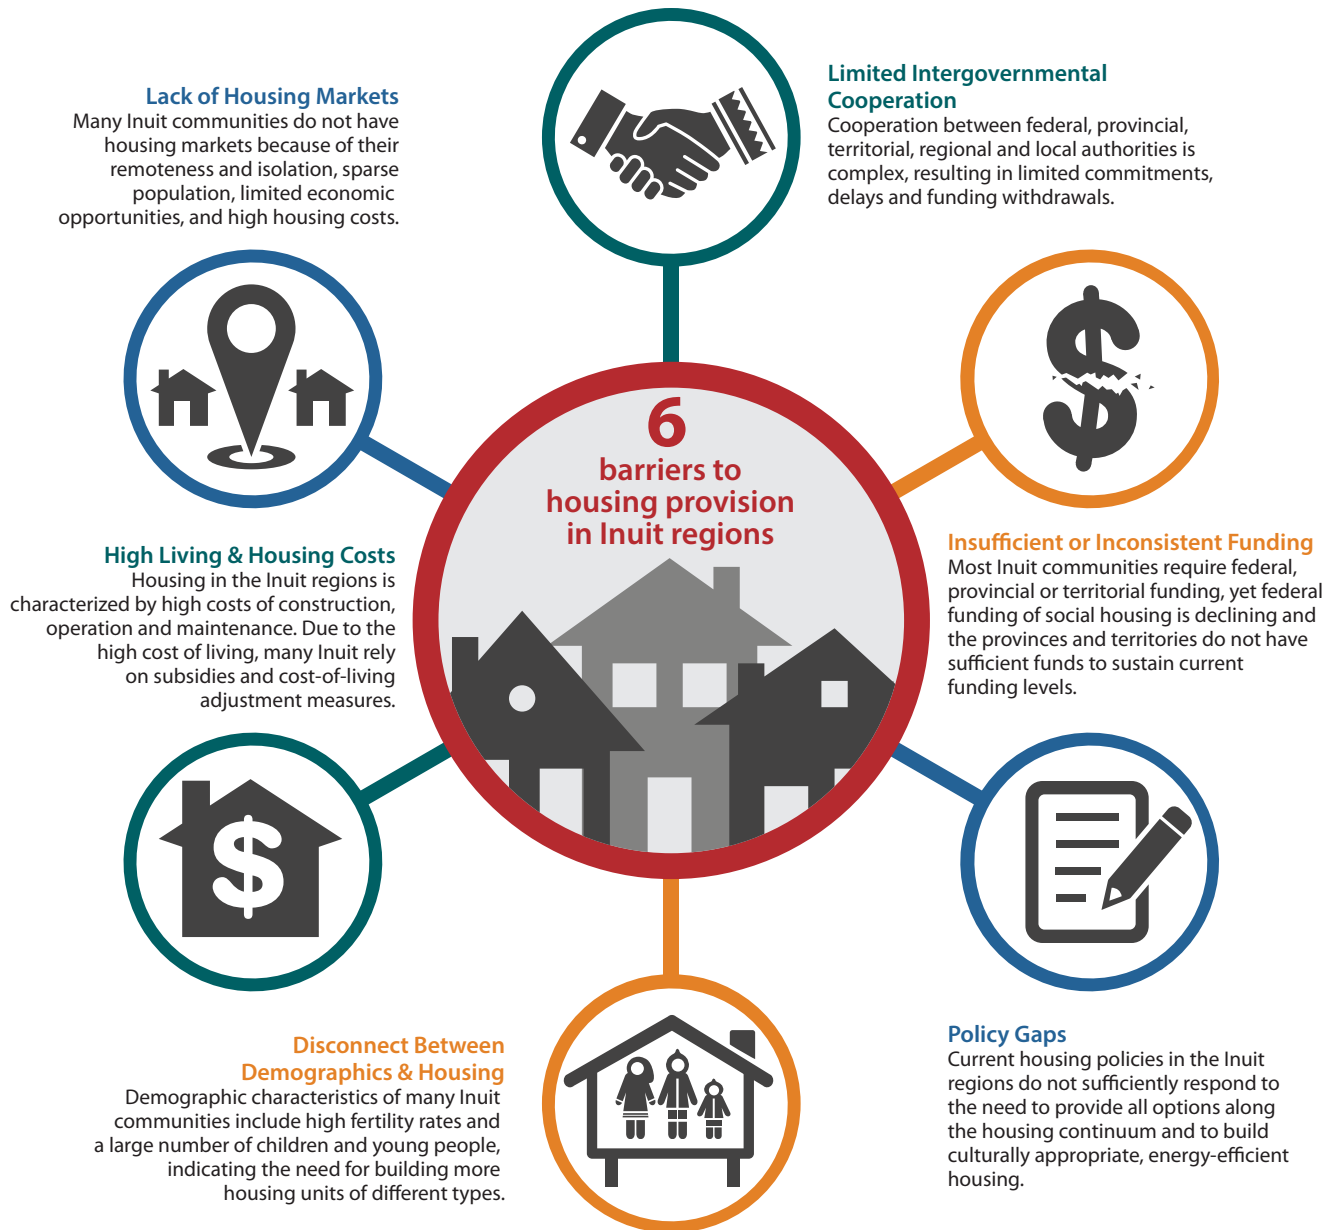 6
barriers to
housing provision
in Inuit regions
Limited Intergovernmental
Cooperation
Cooperation between federal, provincial,
territorial, regional and local authorities is
complex, resulting in limited commitments,
delays and funding withdrawals.
Insufficient or Inconsistent Funding
Most Inuit communities require federal,
provincial or territorial funding, yet federal
funding of social housing is declining and
the provinces and territories do not have
sufficient funds to sustain current
funding levels.
Policy Gaps
Current housing policies in the Inuit
regions do not sufficiently respond to
the need to provide all options along
the housing continuum and to build
culturally appropriate, energy-efficient
housing.
Disconnect Between
Demographics & Housing
Demographic characteristics of many Inuit
communities include high fertility rates and
a large number of children and young people,
indicating the need for building more
housing units of different types.
High Living & Housing Costs
Housing in the Inuit regions is
characterized by high costs of construction,
operation and maintenance. Due to the
high cost of living, many Inuit rely
on subsidies and cost-of-living
adjustment measures.
Lack of Housing Markets
Many Inuit communities do not have
housing markets because of their
remoteness and isolation, sparse
population, limited economic
opportunities, and high housing costs.